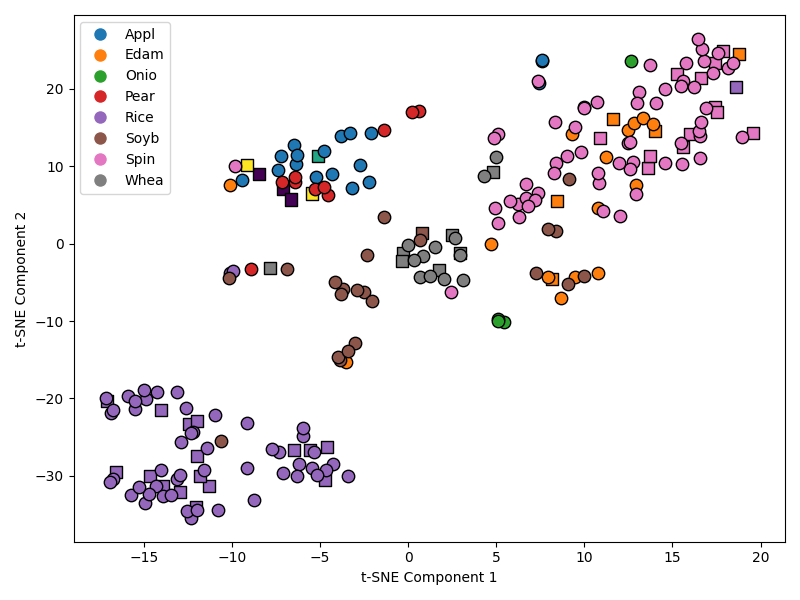 Appl
Edam
Onio
Pear
Rice
Soyb
Spin
Whea
20
10
0
−10
−20
−30
t-SNE Component 2
−15
−10
−5
0
5
10
15
20
t-SNE Component 1